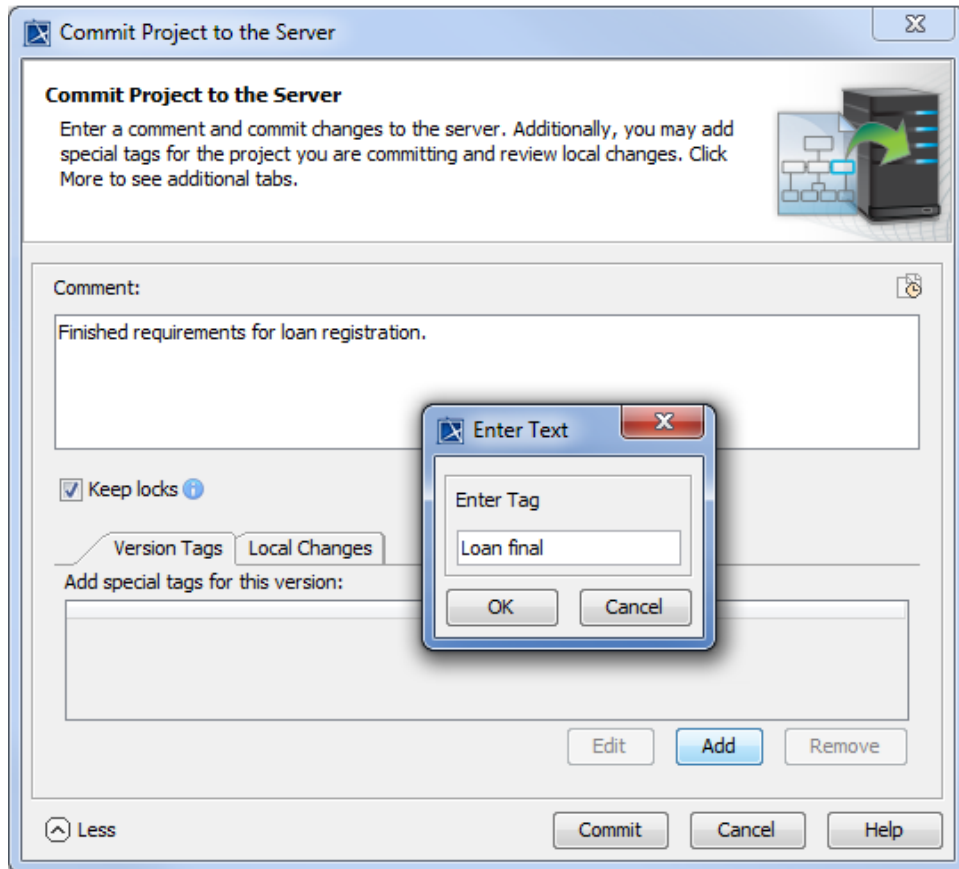 Commit Project to the Server
Commit Project to the Server
Enter a comment and commit changes to the server. Additionally, you may add
special tags for the project you are committing and review local changes. Click
More to see additional tabs.
Comment:
Finished requirements for loan registration.
Enter Text
Keep locks
Enter Tag
Loan final
Version Tags
Local Changes
Add special tags for this version:
OK
Cancel
Edit
Add
Remove
Less
Commit
Cancel
Help